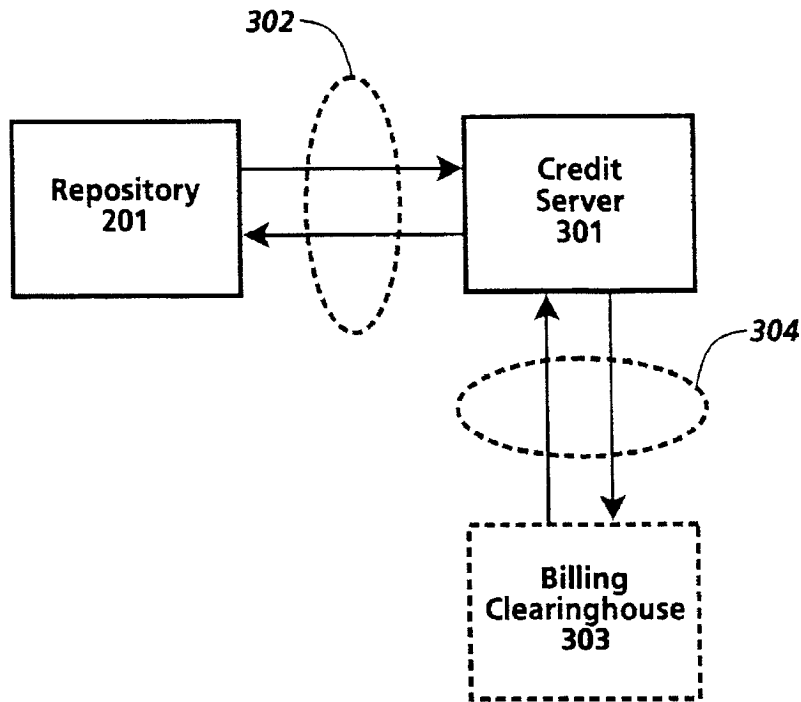 302
Repository
201
Credit
Server
301
304
Billing
Clearinghouse
303